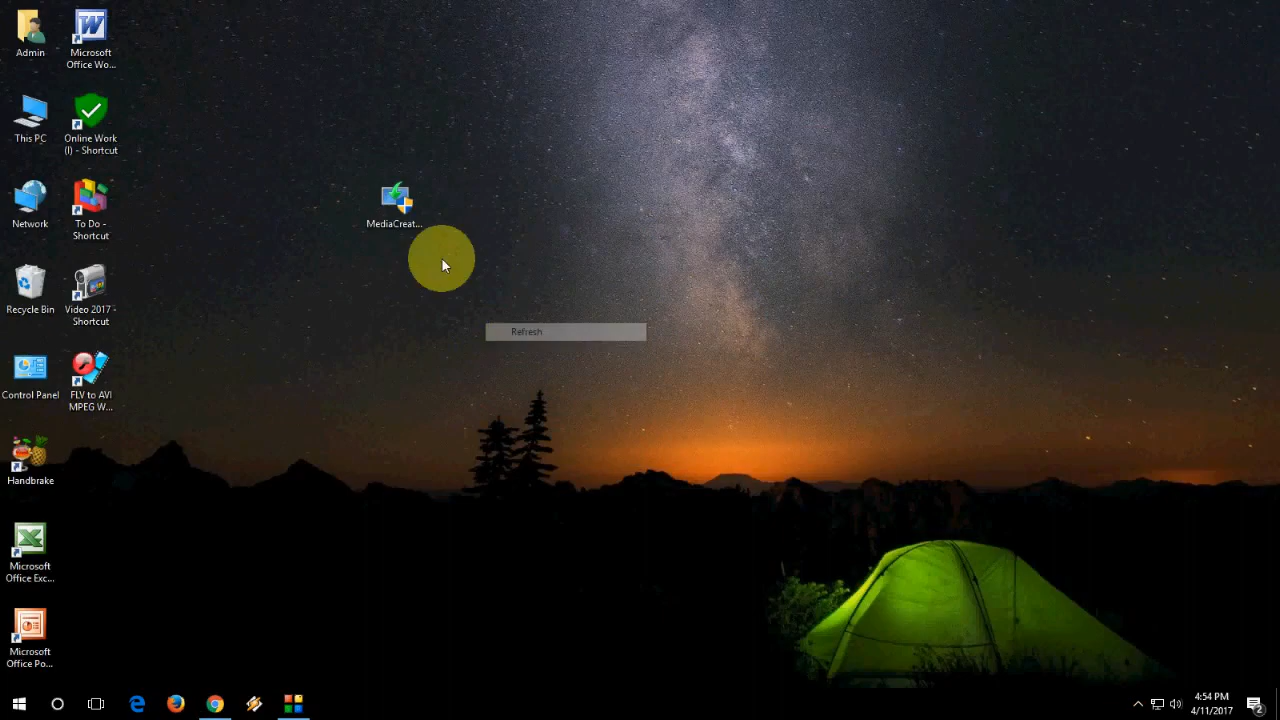 Admin
Microsoft
Office Wo...
This PC
Online Work
(I) - Shortcut
Network
To Do -
Shortcut
MediaCreat...
Recycle Bin
Video 2017 -
Shortcut
Refresh
Control Panel
FLV to AVI
MPEG W...
Handbrake
Microsoft
Office Exc...
Microsoft
Office Po...
4:54 PM
4/11/2017
2